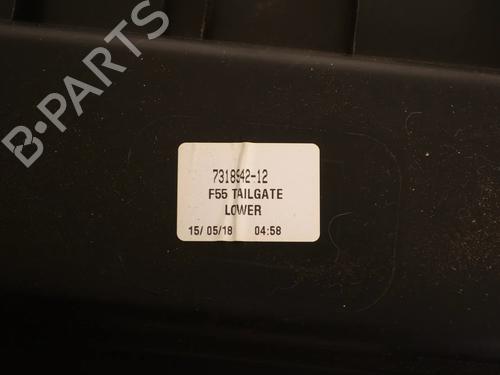 B-PARTS
7318942-12
F55 TAILGATE
LOWER
15/05/18 04:58